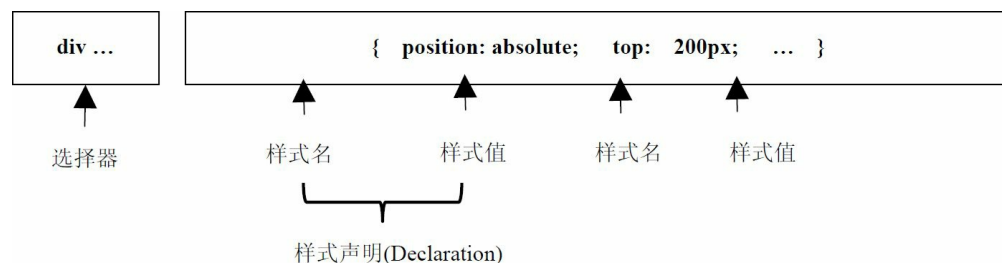 div … { position: absolute; top: 200px; … }
选择器 样式名 样式值 样式名 样式值
样式声明(Declaration)